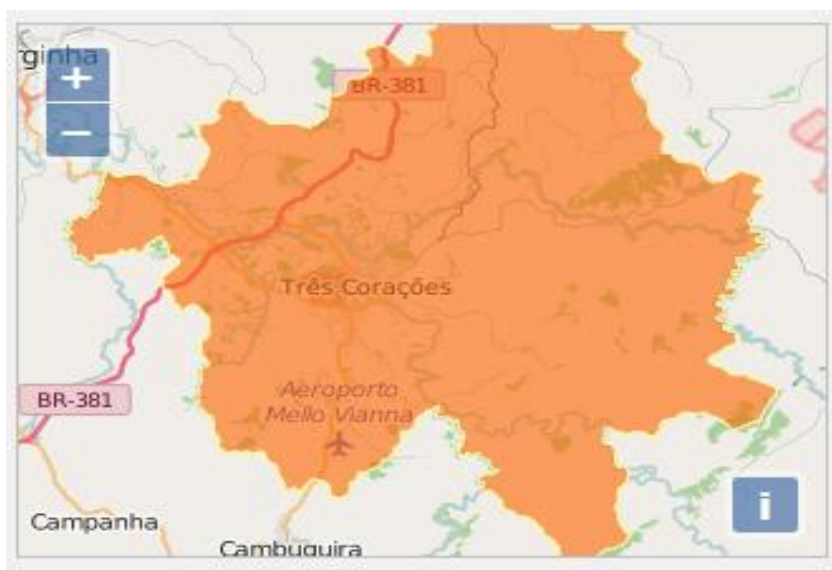 ginha
+
BR-381
−
Três Corações
Aeroporto
Mello Vianna
BR-381
i
Campanha
Cambuquira